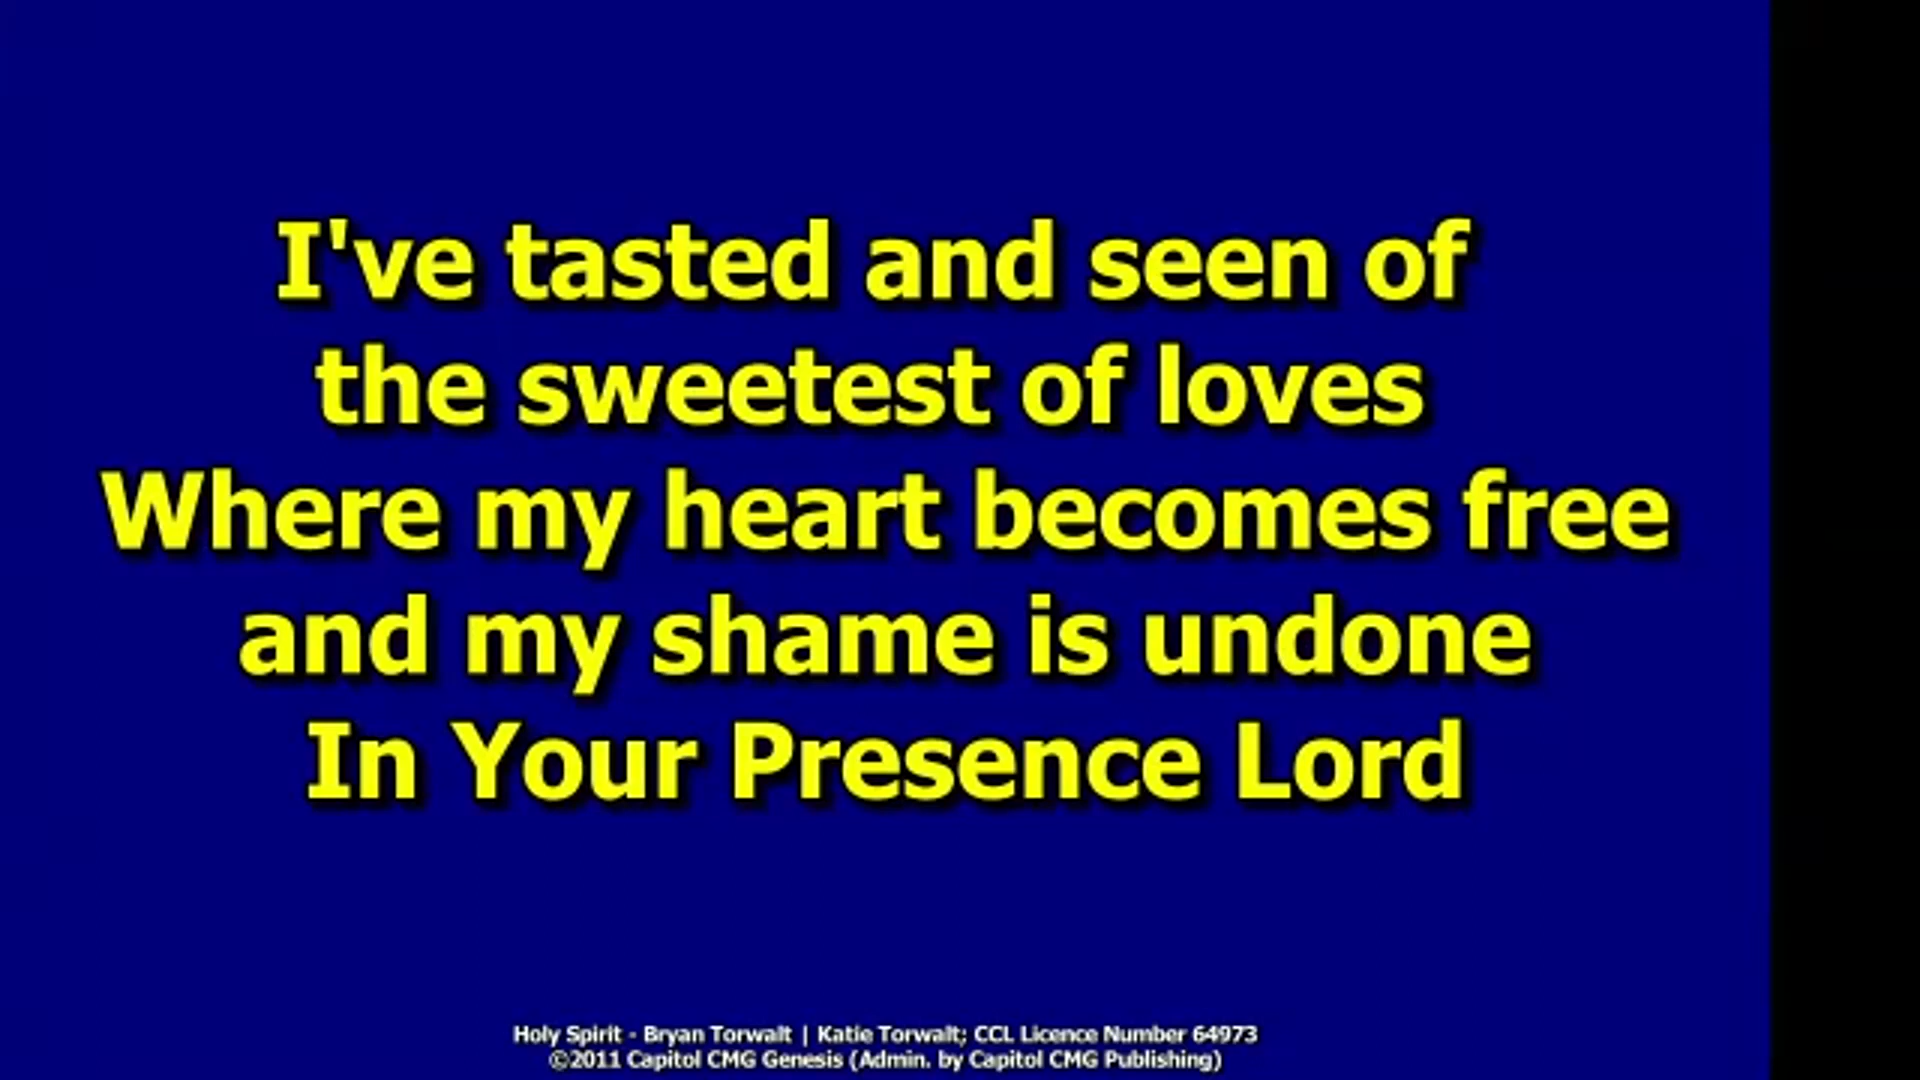 I've tasted and seen of
the sweetest of loves
Where my heart becomes free
and my shame is undone
In Your Presence Lord
Holy Spirit - Bryan Torwalt | Katie Torwalt; CCL Licence Number 64973
©2011 Capitol CMG Genesis (Admin. by Capitol CMG Publishing)